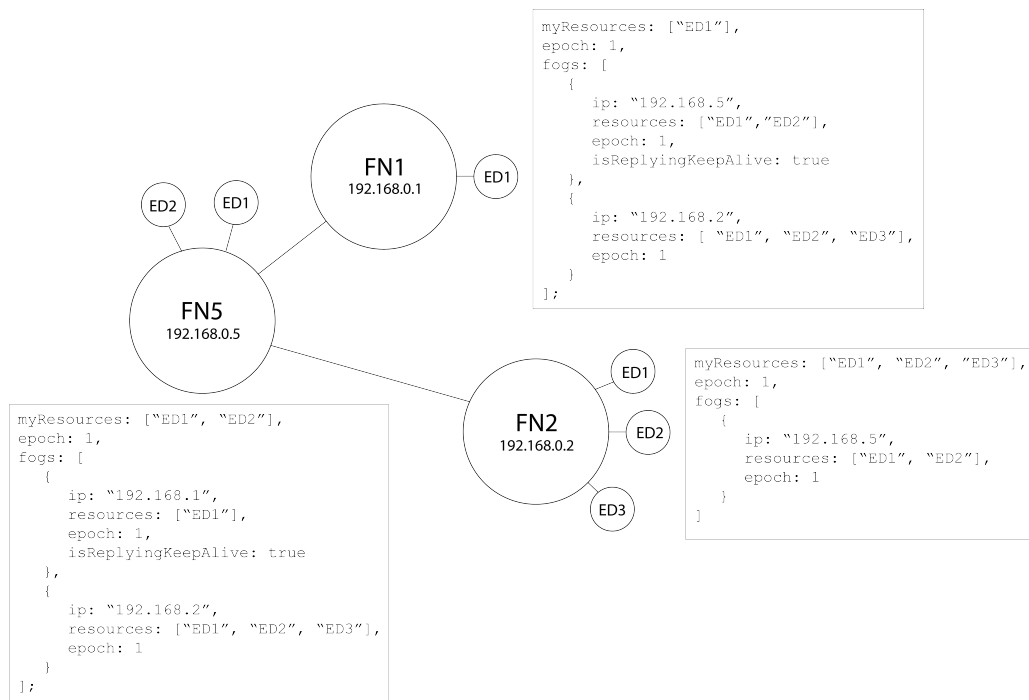 myResources: [“ED1”],
epoch: 1,
fogs: [
{
ip: “192.168.5”,
resources: [“ED1”,”ED2”],
epoch: 1,
isReplyingKeepAlive: true
},
{
ip: “192.168.2”,
resources: [ “ED1”, “ED2”, “ED3”],
epoch: 1
}
];
FN1
192.168.0.1
ED1
ED2
ED1
FN5
192.168.0.5
FN2
192.168.0.2
ED1
ED2
ED3
myResources: [“ED1”, “ED2”, ”ED3”],
epoch: 1,
fogs: [
{
ip: “192.168.5”,
resources: [“ED1”, “ED2”],
epoch: 1
}
]
myResources: [“ED1”, “ED2”],
epoch: 1,
fogs: [
{
ip: “192.168.1”,
resources: [“ED1”],
epoch: 1,
isReplyingKeepAlive: true
},
{
ip: “192.168.2”,
resources: [“ED1”, “ED2”, “ED3”],
epoch: 1
}
];